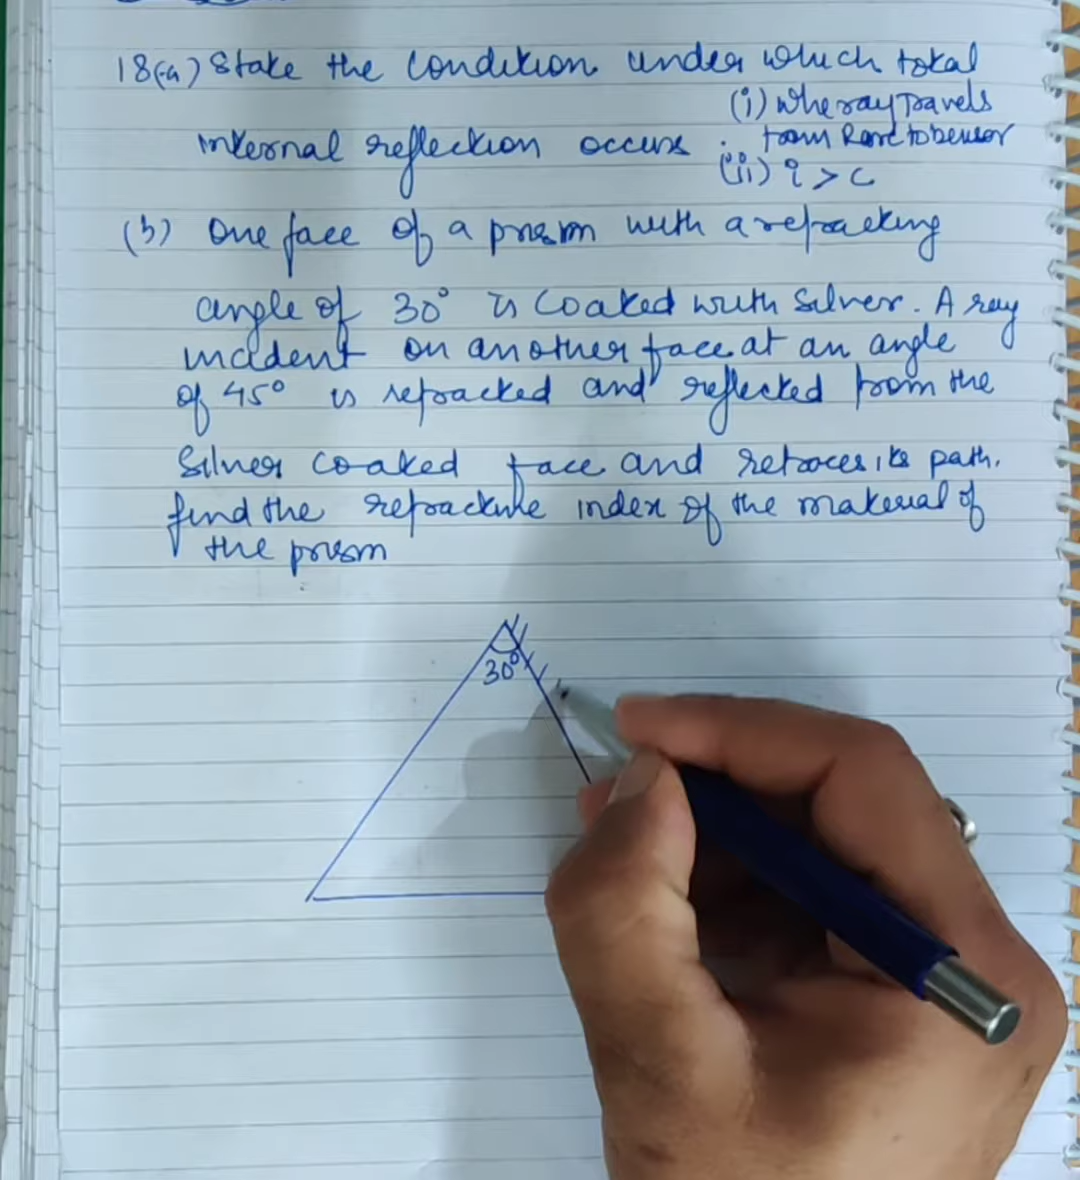 18(a) State the condition under which total
(i) Wheray Travels
internal reflection occurs. from Rare to benser
(ii) i > c
(b) One face of a prism with a refracting
angle of 30° is coated with Silver. A ray
incident on another face at an angle
of 45° is refracted and reflected from the
Silver coated face and retraces its path.
find the refractive index of the material of
the prism
30°